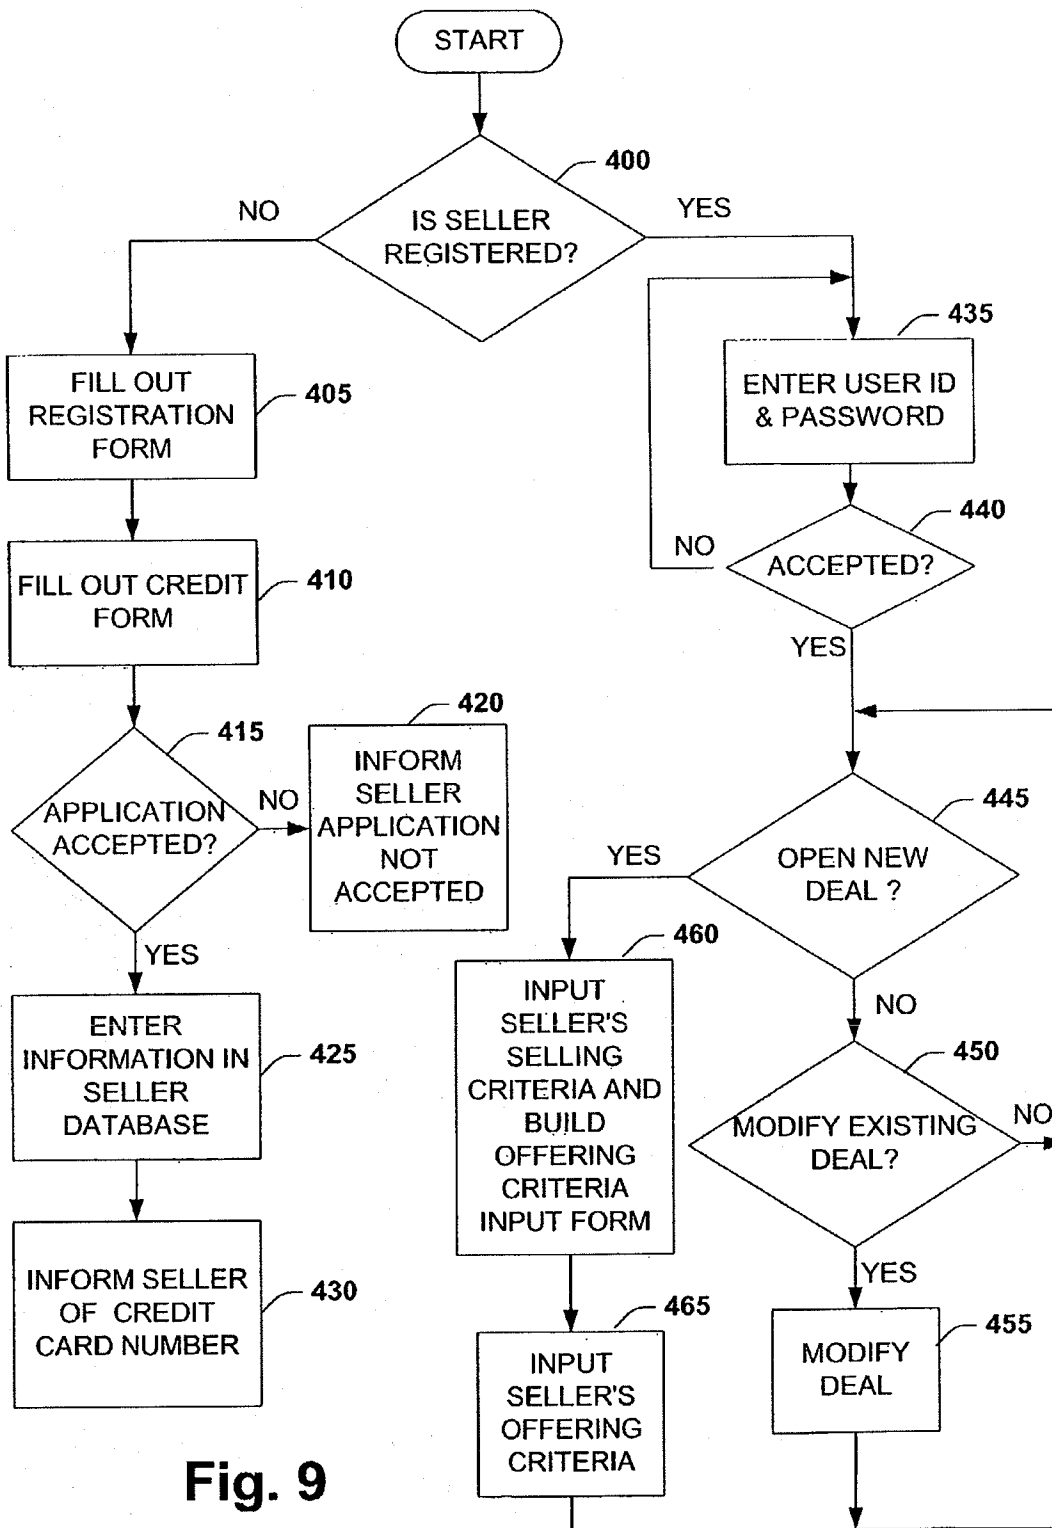 START
400
IS SELLER
REGISTERED?
NO
YES
FILL OUT
REGISTRATION
FORM
405
FILL OUT CREDIT
FORM
410
415
APPLICATION
ACCEPTED?
NO
420
INFORM
SELLER
APPLICATION
NOT
ACCEPTED
YES
ENTER
INFORMATION IN
SELLER
DATABASE
425
INFORM SELLER
OF CREDIT
CARD NUMBER
430
435
ENTER USER ID
& PASSWORD
440
ACCEPTED?
NO
YES
445
OPEN NEW
DEAL ?
YES
NO
460
INPUT
SELLER'S
SELLING
CRITERIA AND
BUILD
OFFERING
CRITERIA
INPUT FORM
465
INPUT
SELLER'S
OFFERING
CRITERIA
450
MODIFY EXISTING
DEAL?
NO
YES
455
MODIFY
DEAL
Fig. 9